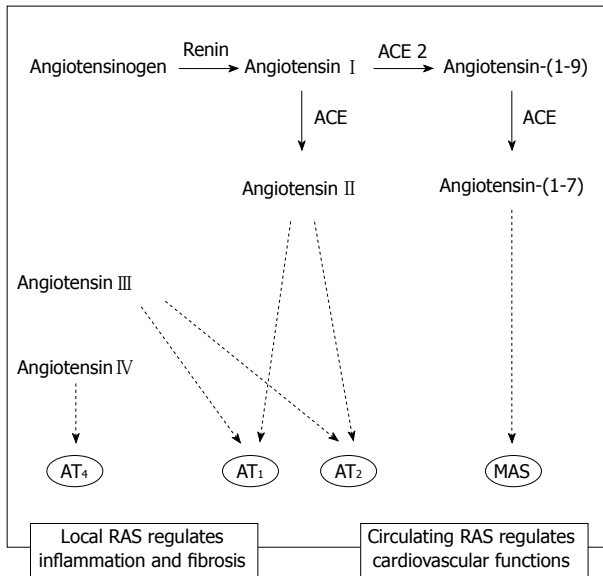 Renin
ACE 2
Angiotensinogen
Angiotensin Ⅰ
Angiotensin-(1-9)
ACE
ACE
Angiotensin Ⅱ
Angiotensin-(1-7)
Angiotensin Ⅲ
Angiotensin Ⅳ
AT4
AT1
AT2
MAS
Local RAS regulates
inflammation and fibrosis
Circulating RAS regulates
cardiovascular functions